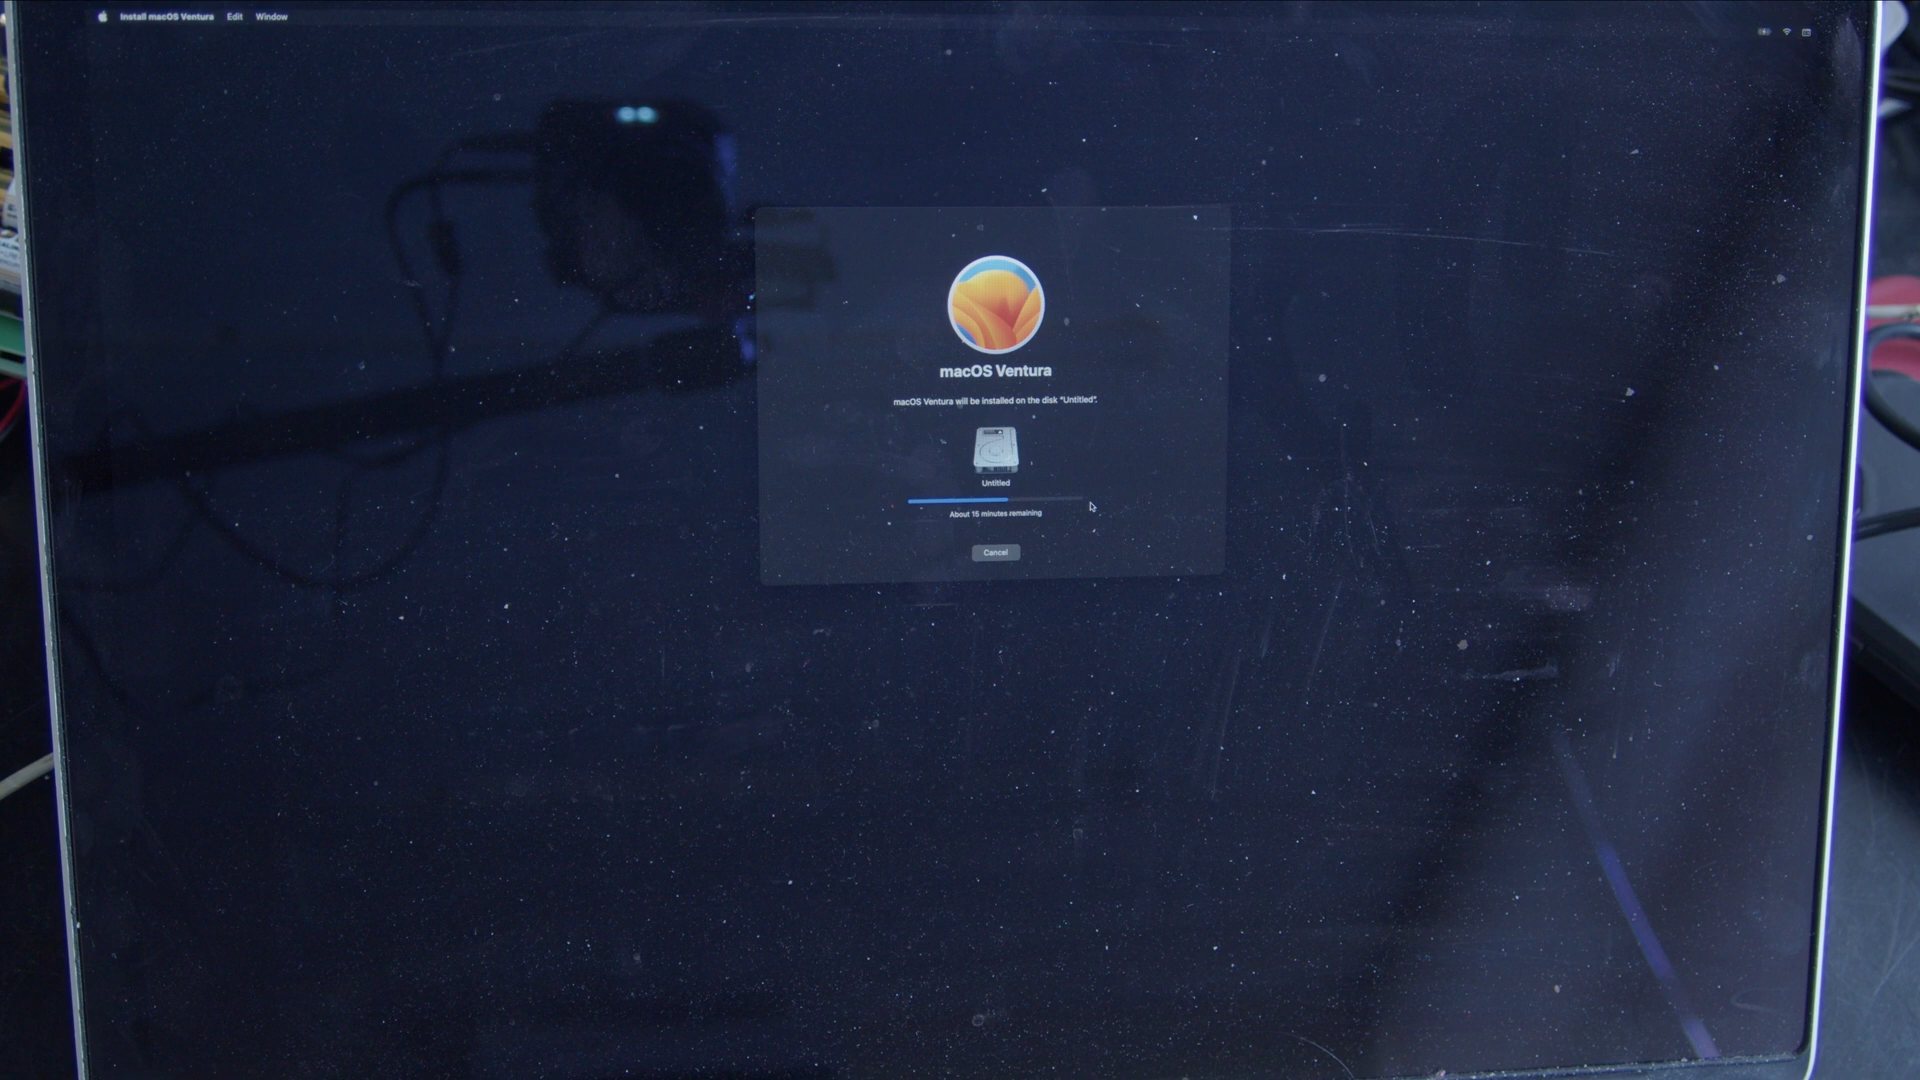 Install macOS Ventura Edit Window
macOS Ventura
macOS Ventura will be installed on the disk “Untitled”.
Untitled
About 15 minutes remaining
Cancel